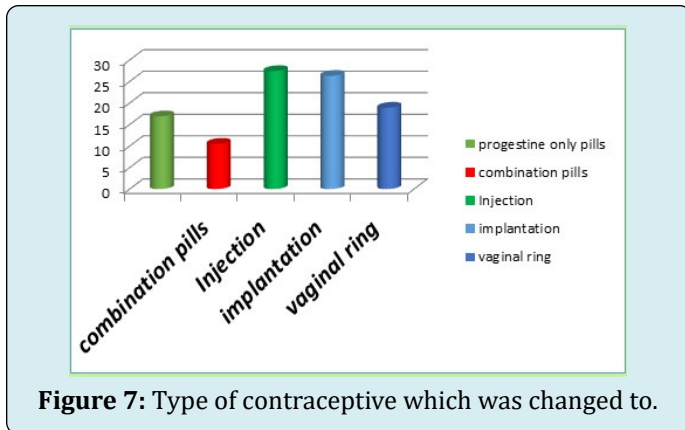 30
25
20
15
10
5
0
combination pills
Injection
implantation
vaginal ring
progestine only pills
combination pills
Injection
implantation
vaginal ring
Figure 7: Type of contraceptive which was changed to.